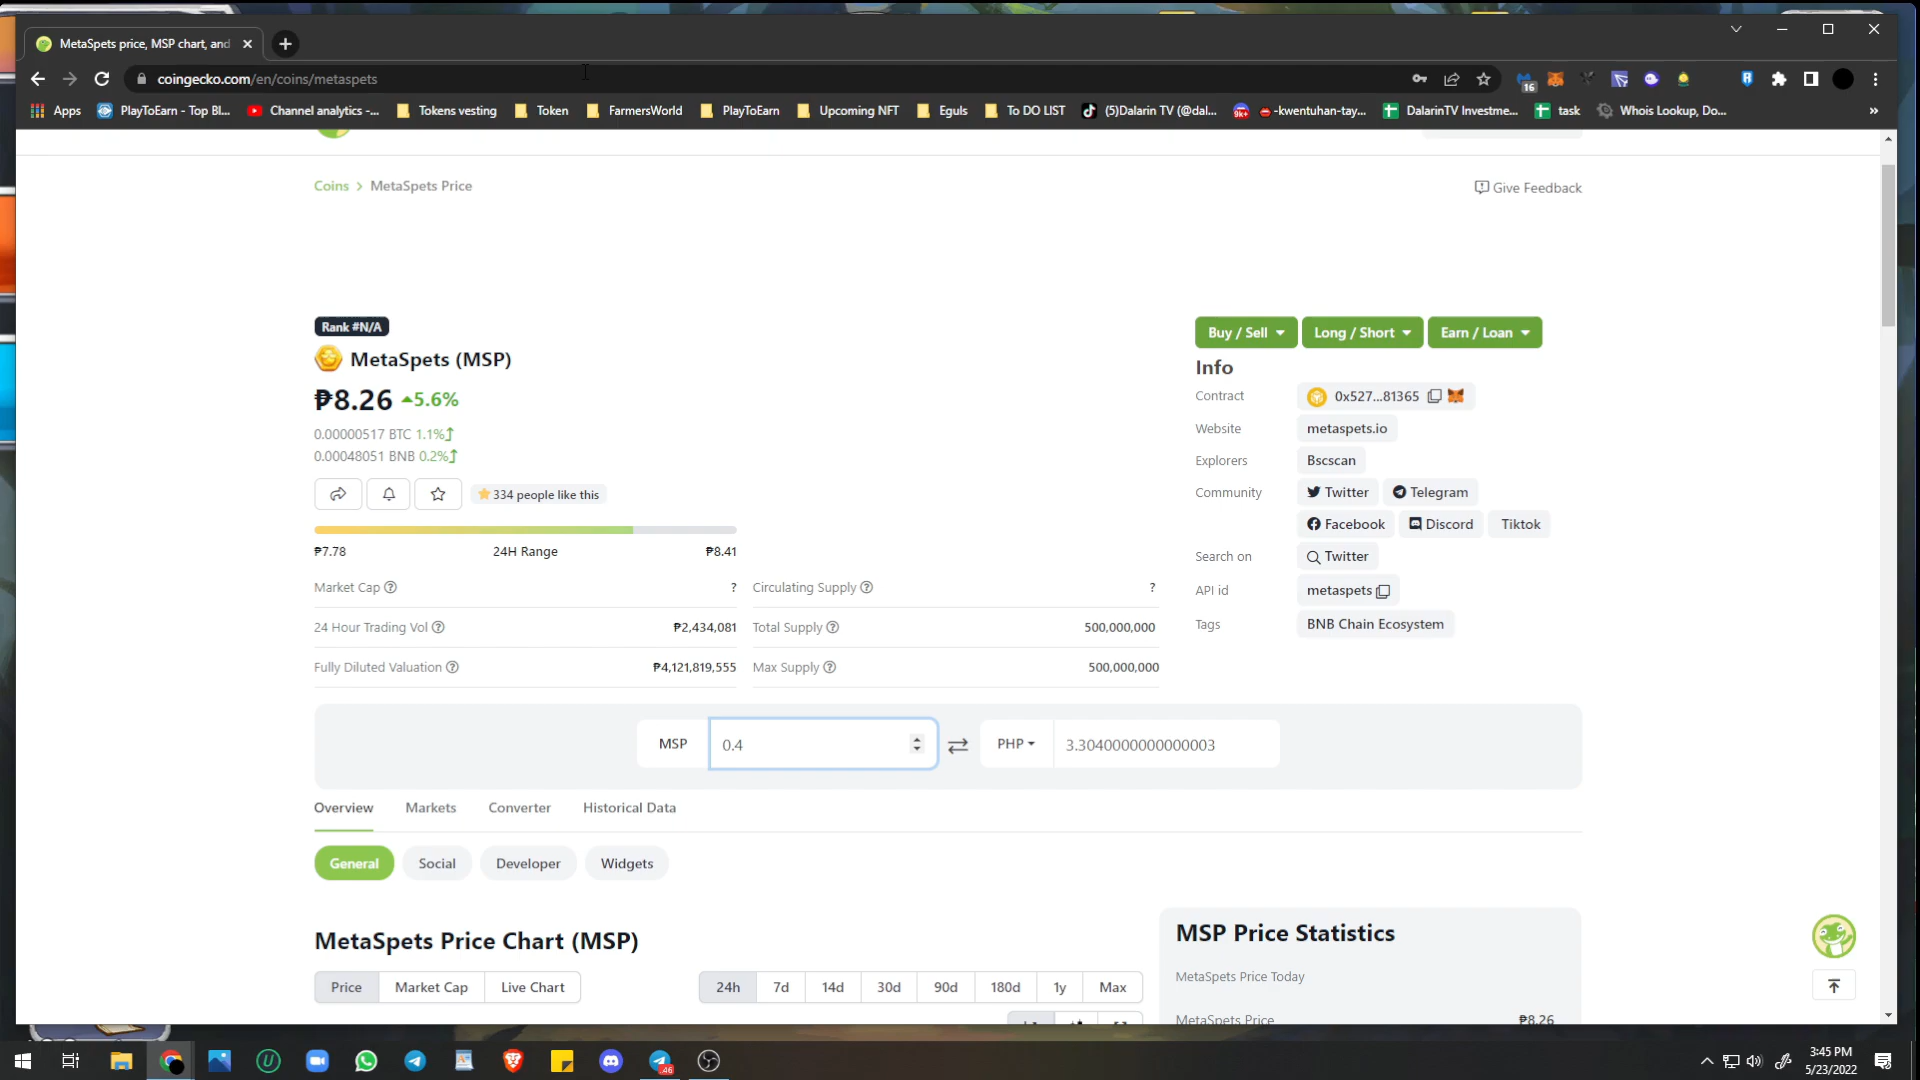 MetaSpets price, MSP chart, and
coingecko.com/en/coins/metaspets
16
Apps
PlayToEarn - Top Bl...
Channel analytics -...
Tokens vesting
Token
FarmersWorld
PlayToEarn
Upcoming NFT
Eguls
To DO LIST
(5)Dalarin TV (@dal...
9k+
-kwentuhan-tay...
DalarinTV Investme...
task
Whois Lookup, Do...
»
Coins > MetaSpets Price
Give Feedback
Rank #N/A
MetaSpets (MSP)
₱8.26 5.6%
0.00000517 BTC 1.1%
0.00048051 BNB 0.2%
334 people like this
₱7.78 24H Range ₱8.41
Market Cap ?
Circulating Supply ?
24 Hour Trading Vol ₱2,434,081
Total Supply 500,000,000
Fully Diluted Valuation ₱4,121,819,555
Max Supply 500,000,000
Buy / Sell
Long / Short
Earn / Loan
Info
Contract 0x527...81365
Website metaspets.io
Explorers Bscscan
Community Twitter Telegram
Facebook Discord Tiktok
Search on Twitter
API id metaspets
Tags BNB Chain Ecosystem
MSP 0.4 PHP 3.3040000000000003
Overview Markets Converter Historical Data
General Social Developer Widgets
MetaSpets Price Chart (MSP)
Price Market Cap Live Chart
24h 7d 14d 30d 90d 180d 1y Max
MSP Price Statistics
MetaSpets Price Today
MetaSpets Price ₱8.26
46
3:45 PM
5/23/2022